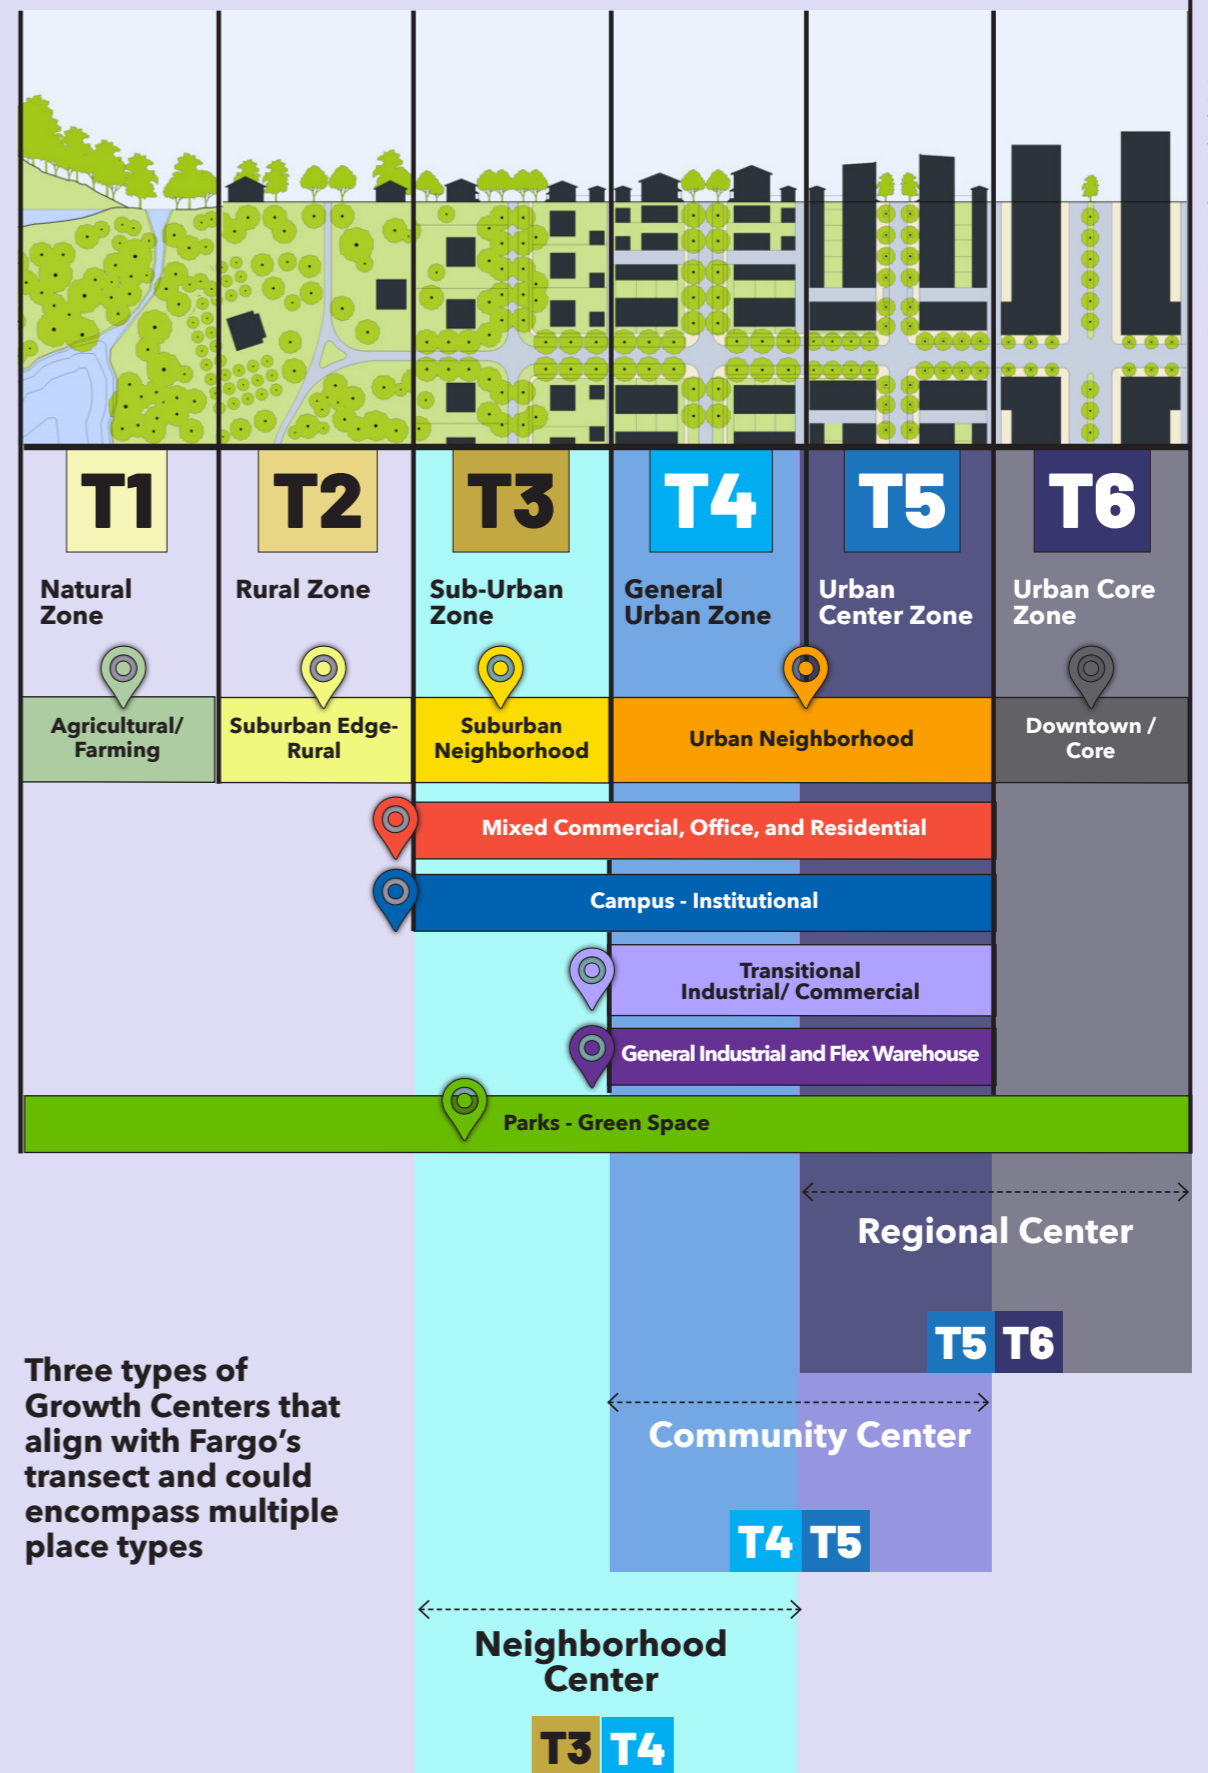 T1
T2
T3
T4
T5
T6
Natural
Zone
Rural Zone
Sub-Urban
Zone
General
Urban Zone
Urban
Center Zone
Urban Core
Zone
Agricultural/
Farming
Suburban Edge-
Rural
Suburban
Neighborhood
Urban Neighborhood
Downtown /
Core
Mixed Commercial, Office, and Residential
Campus - Institutional
Transitional
Industrial/ Commercial
General Industrial and Flex Warehouse
Parks - Green Space
Regional Center
T5 T6
Three types of
Growth Centers that
align with Fargo's
transect and could
encompass multiple
place types
Community Center
T4 T5
Neighborhood
Center
T3 T4